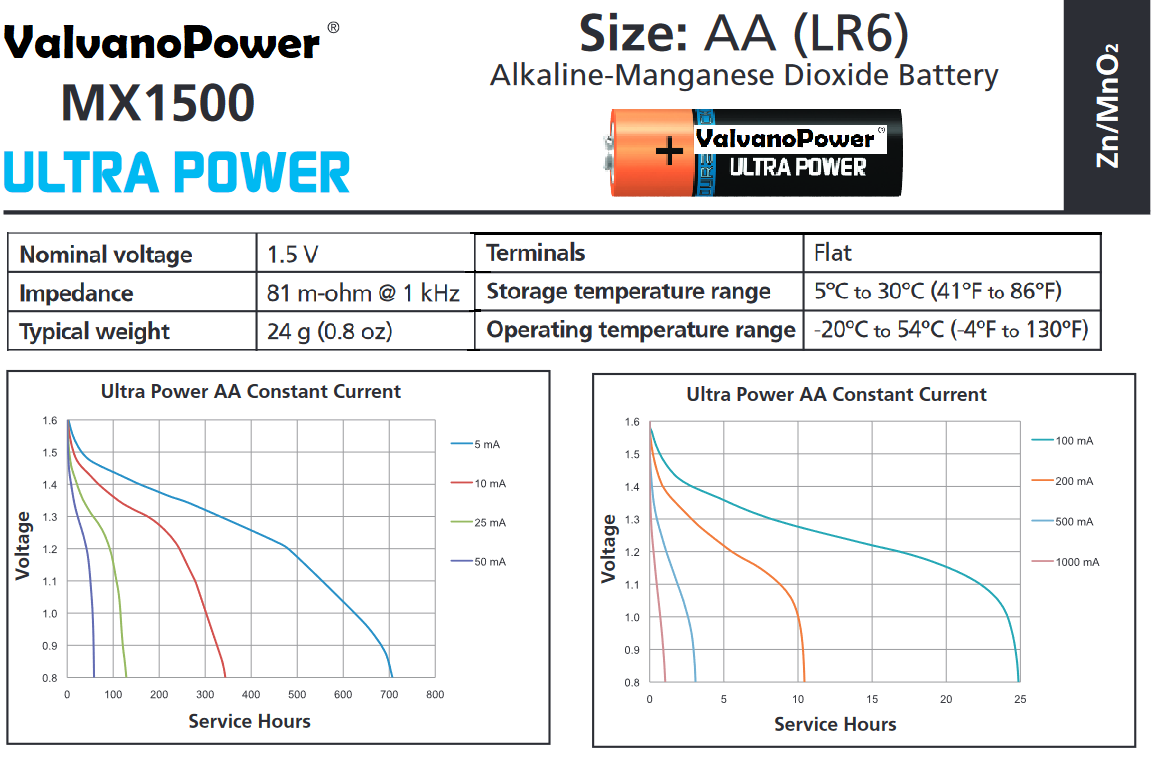 ValvanoPower ®
MX1500
ULTRA POWER
Size: AA (LR6)
Alkaline-Manganese Dioxide Battery
+
ValvanoPower
ULTRA POWER
Zn/MnO₂
Nominal voltage 1.5 V Terminals Flat
Impedance 81 m-ohm @ 1 kHz Storage temperature range 5°C to 30°C (41°F to 86°F)
Typical weight 24 g (0.8 oz) Operating temperature range -20°C to 54°C (-4°F to 130°F)
Ultra Power AA Constant Current
Voltage
1.6
1.5
1.4
1.3
1.2
1.1
1.0
0.9
0.8
0 100 200 300 400 500 600 700 800
Service Hours
5 mA
10 mA
25 mA
50 mA
Ultra Power AA Constant Current
Voltage
1.6
1.5
1.4
1.3
1.2
1.1
1.0
0.9
0.8
0 5 10 15 20 25
Service Hours
100 mA
200 mA
500 mA
1000 mA